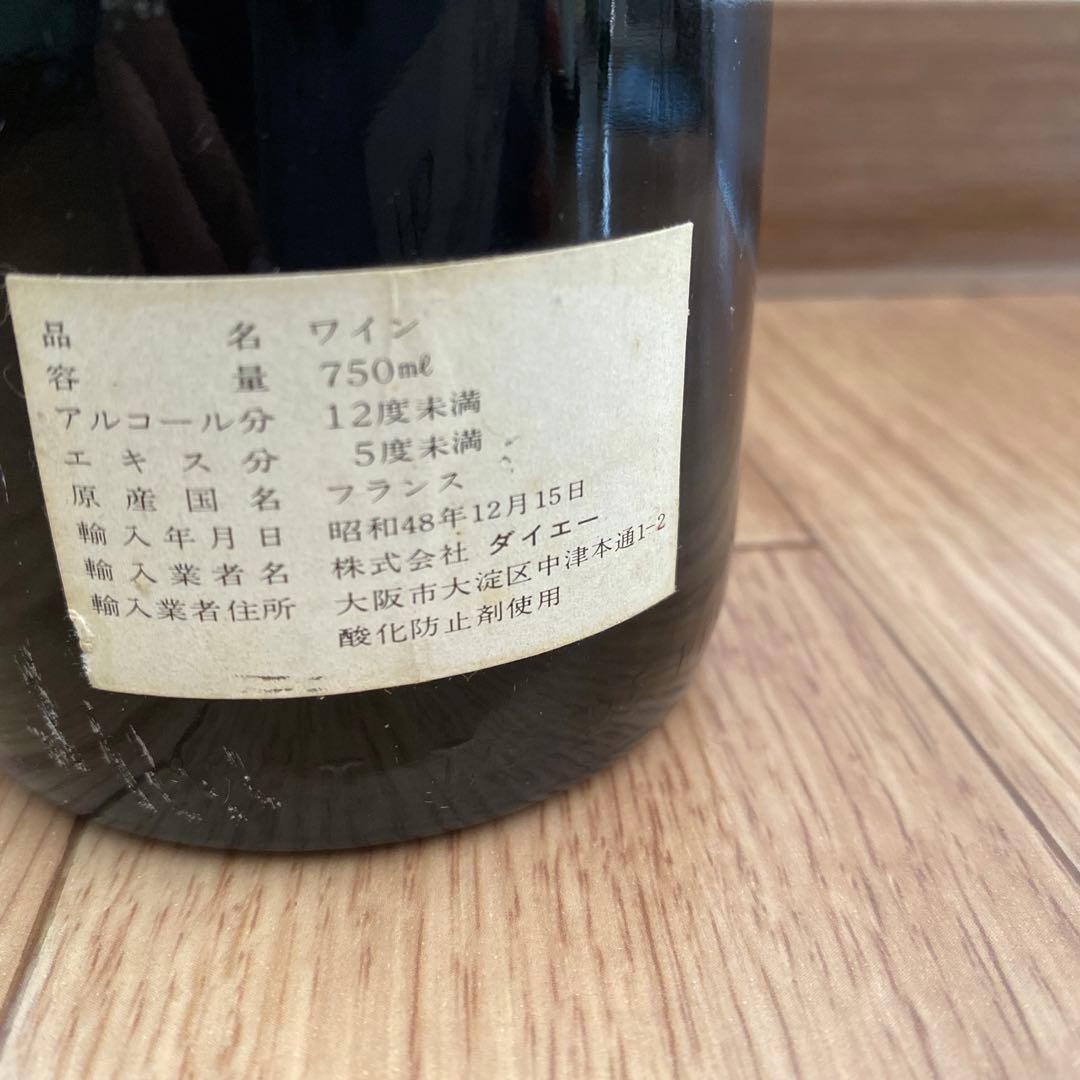 品名 ワイン
容量 750ml
アルコール分 12度未満
エキス分 5度未満
原産国名 フランス
輸入年月日 昭和48年12月15日
輸入業者名 株式会社 ダイエー
輸入業者住所 大阪市大淀区中津本通1-2
酸化防止剤使用